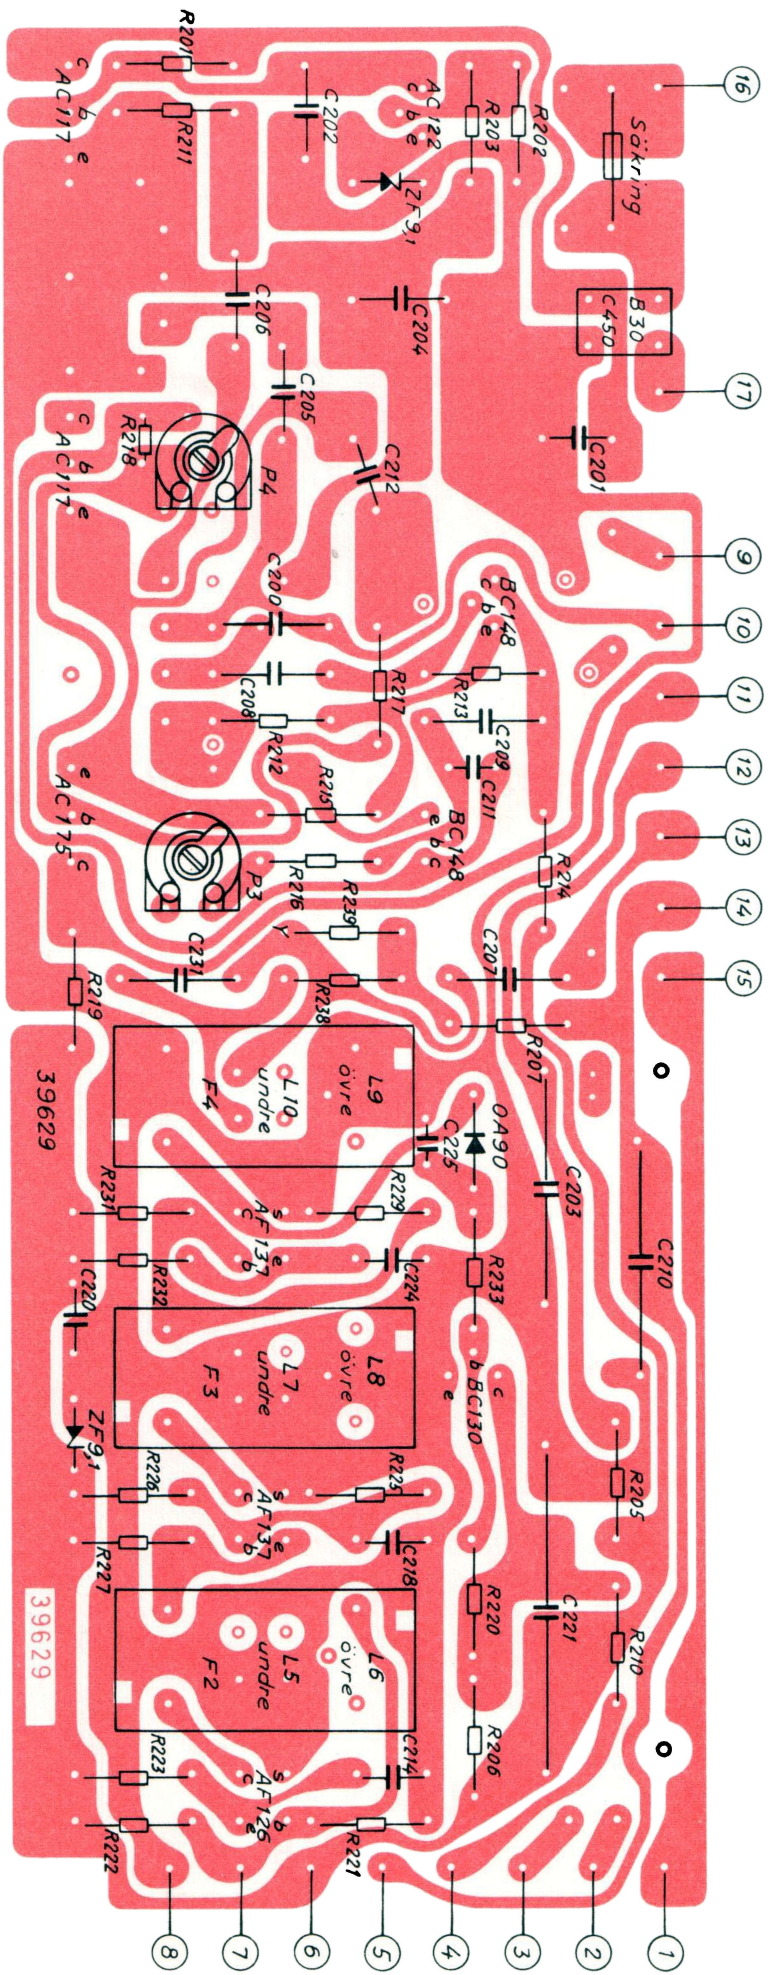 R201
c
AC117
b
e
R211
C202
AC122
c
b
e
R203
R202
ZF9,1
Säkring
16
C206
C204
B30
C450
17
C205
R218
c
b
AC117
e
P4
C212
C201
9
C200
BC148
c b e
10
C208
R217
R213
11
R212
C209
C211
12
e
b
AC175
c
R215
BC148
e
b
c
R214
13
P3
R216
R239
Y
14
R219
C231
R238
C207
15
R207
39629
F4
L10
undre
L9
övre
C225
OA90
C203
C210
R231
s
AF137
c
e
b
R229
R232
C224
R233
C220
F3
L7
undre
L8
övre
c
b BC130
e
ZF9,1
R226
s
AF137
c
e
b
R225
R205
R227
C218
39629
F2
L5
undre
L6
övre
R220
C221
R210
R206
R223
s
AF126
c
b
e
C214
R222
R221
8
7
6
5
4
3
2
1